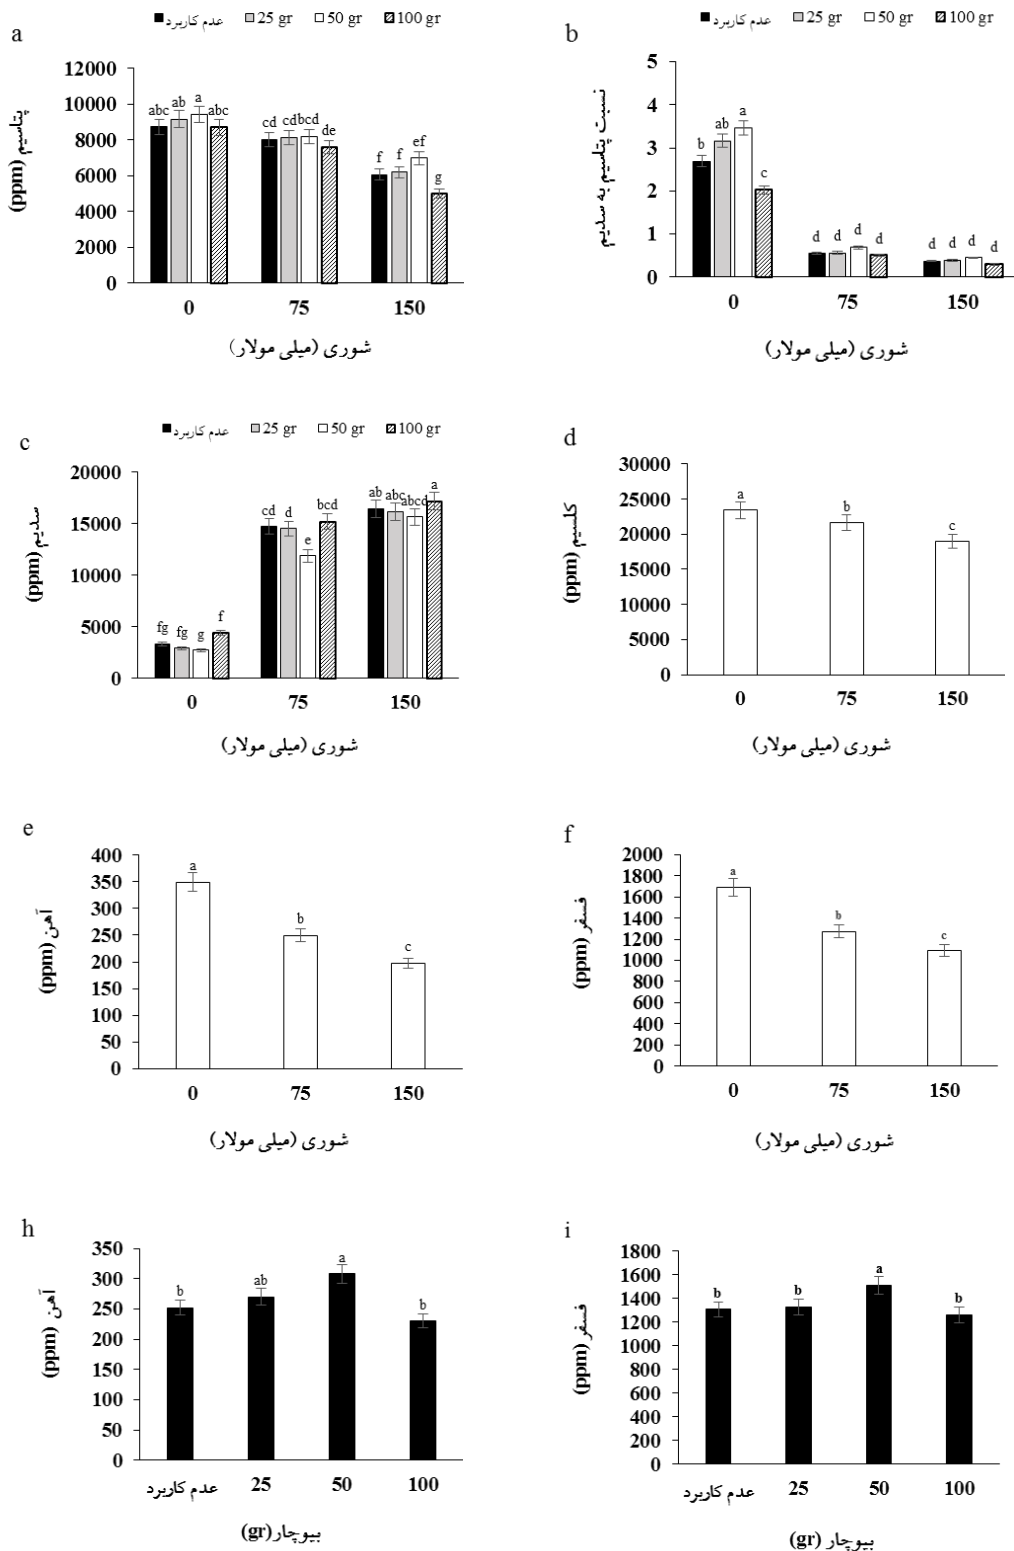 a
عدم کاربرد 25 gr 50 gr 100 gr
پتاسیم (ppm)
12000
10000
8000
6000
4000
2000
0
abc ab a abc
cd cd bcd de
f f ef g
0 75 150
شوری (میلی مولار)
b
عدم کاربرد 25 gr 50 gr 100 gr
نسبت پتاسیم به سدیم
5
4
3
2
1
0
b ab a c
d d d d
d d d d
0 75 150
شوری (میلی مولار)
c
عدم کاربرد 25 gr 50 gr 100 gr
سدیم (ppm)
20000
15000
10000
5000
0
fg fg g f
cd d e bcd
ab abc abcd a
0 75 150
شوری (میلی مولار)
d
کلسیم (ppm)
30000
25000
20000
15000
10000
5000
0
a b c
0 75 150
شوری (میلی مولار)
e
آهن (ppm)
400
350
300
250
200
150
100
50
0
a b c
0 75 150
شوری (میلی مولار)
f
فسفر (ppm)
2000
1800
1600
1400
1200
1000
800
600
400
200
0
a b c
0 75 150
شوری (میلی مولار)
h
آهن (ppm)
350
300
250
200
150
100
50
0
b ab a b
عدم کاربرد 25 50 100
بیوچار(gr)
i
فسفر (ppm)
1800
1600
1400
1200
1000
800
600
400
200
0
b b a b
عدم کاربرد 25 50 100
بیوچار (gr)